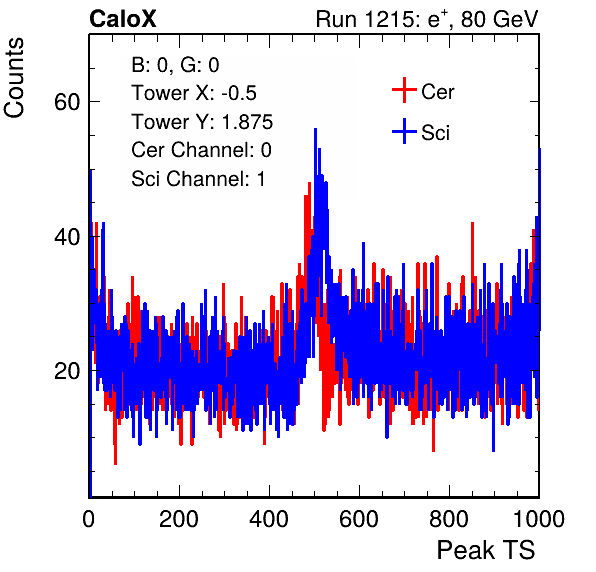 CaloX Run 1215: e⁺, 80 GeV
Counts
B: 0, G: 0
Tower X: -0.5
Tower Y: 1.875
Cer Channel: 0
Sci Channel: 1
Cer
Sci
60
40
20
0 200 400 600 800 1000
Peak TS